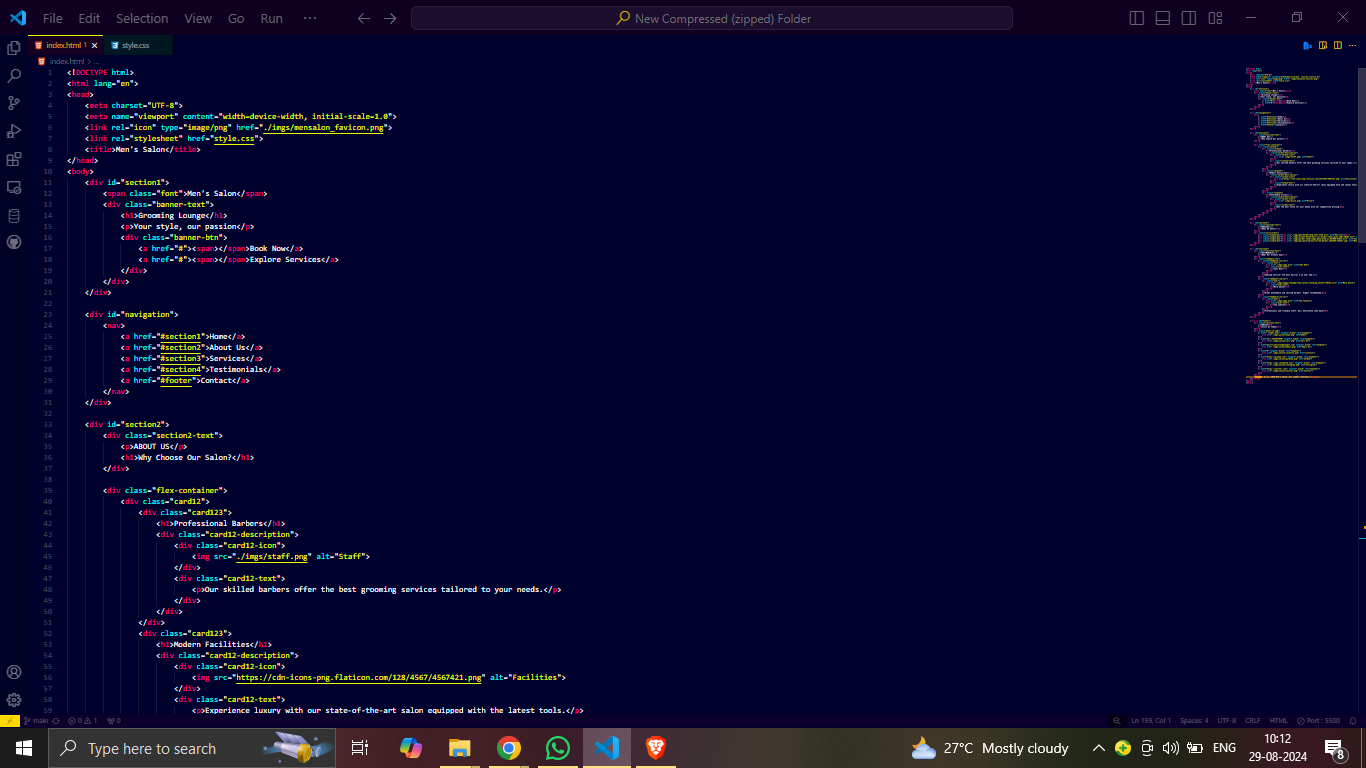 File Edit Selection View Go Run ··· New Compressed (zipped) Folder
index.html 1 style.css
index.html > ...
1 <!DOCTYPE html>
2 <html lang="en">
3 <head>
4 <meta charset="UTF-8">
5 <meta name="viewport" content="width=device-width, initial-scale=1.0">
6 <link rel="icon" type="image/png" href="./imgs/mensalon_favicon.png">
7 <link rel="stylesheet" href="style.css">
8 <title>Men's Salon</title>
9 </head>
10 <body>
11 <div id="section1">
12 <span class="font">Men's Salon</span>
13 <div class="banner-text">
14 <h1>Grooming Lounge</h1>
15 <p>Your style, our passion</p>
16 <div class="banner-btn">
17 <a href="#"><span></span>Book Now</a>
18 <a href="#"><span></span>Explore Services</a>
19 </div>
20 </div>
21 </div>
22
23 <div id="navigation">
24 <nav>
25 <a href="#section1">Home</a>
26 <a href="#section2">About Us</a>
27 <a href="#section3">Services</a>
28 <a href="#section4">Testimonials</a>
29 <a href="#footer">Contact</a>
30 </nav>
31 </div>
32
33 <div id="section2">
34 <div class="section2-text">
35 <p>ABOUT US</p>
36 <h1>Why Choose Our Salon?</h1>
37 </div>
38
39 <div class="flex-container">
40 <div class="card12">
41 <div class="card123">
42 <h1>Professional Barbers</h1>
43 <div class="card12-description">
44 <div class="card12-icon">
45 <img src="./imgs/staff.png" alt="Staff">
46 </div>
47 <div class="card12-text">
48 <p>Our skilled barbers offer the best grooming services tailored to your needs.</p>
49 </div>
50 </div>
51 </div>
52 <div class="card123">
53 <h1>Modern Facilities</h1>
54 <div class="card12-description">
55 <div class="card12-icon">
56 <img src="https://cdn-icons-png.flaticon.com/128/4567/4567421.png" alt="Facilities">
57 </div>
58 <div class="card12-text">
59 <p>Experience luxury with our state-of-the-art salon equipped with the latest tools.</p>
main 0 1 0 Ln 159, Col 1 Spaces: 4 UTF-8 CRLF HTML Port : 5500
Type here to search 27°C Mostly cloudy ENG 10:12
29-08-2024 8